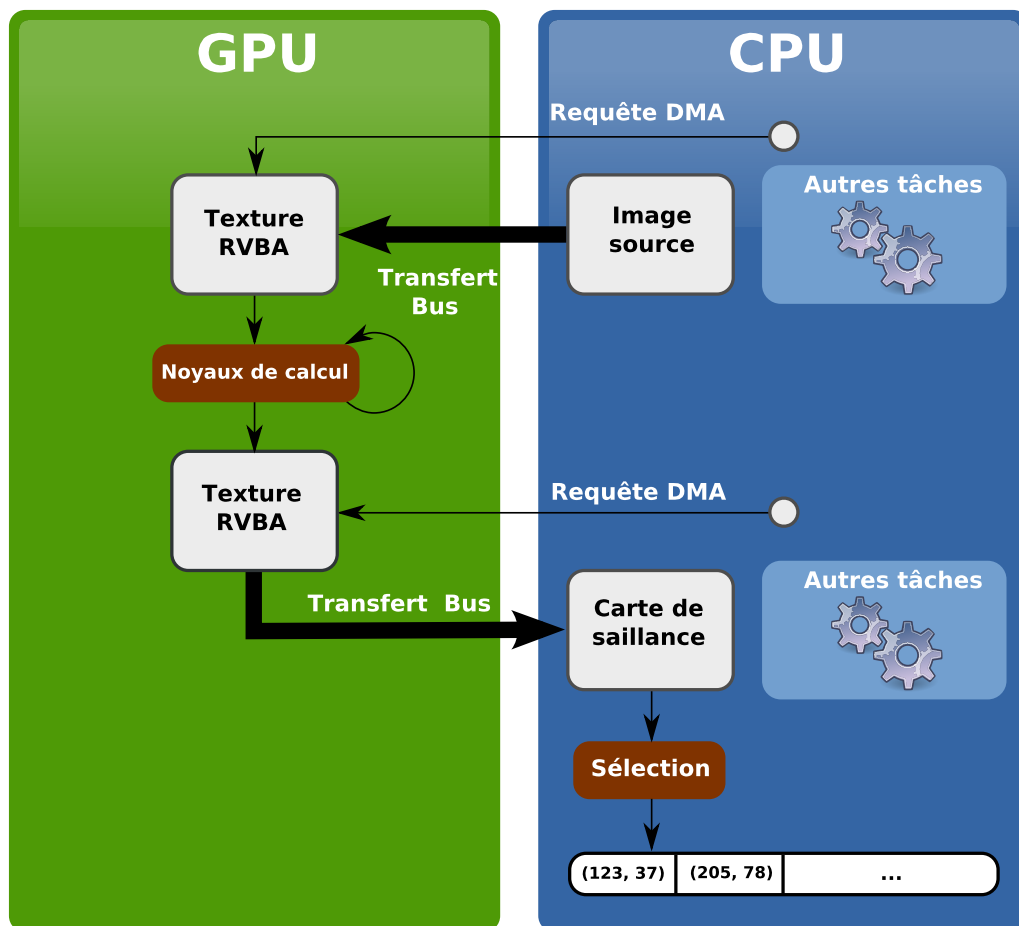 GPU
CPU
Requête DMA
Texture
RVBA
Image
source
Autres tâches
Transfert
Bus
Noyaux de calcul
Texture
RVBA
Requête DMA
Transfert  Bus
Carte de
saillance
Autres tâches
Sélection
(123, 37)
(205, 78)
...